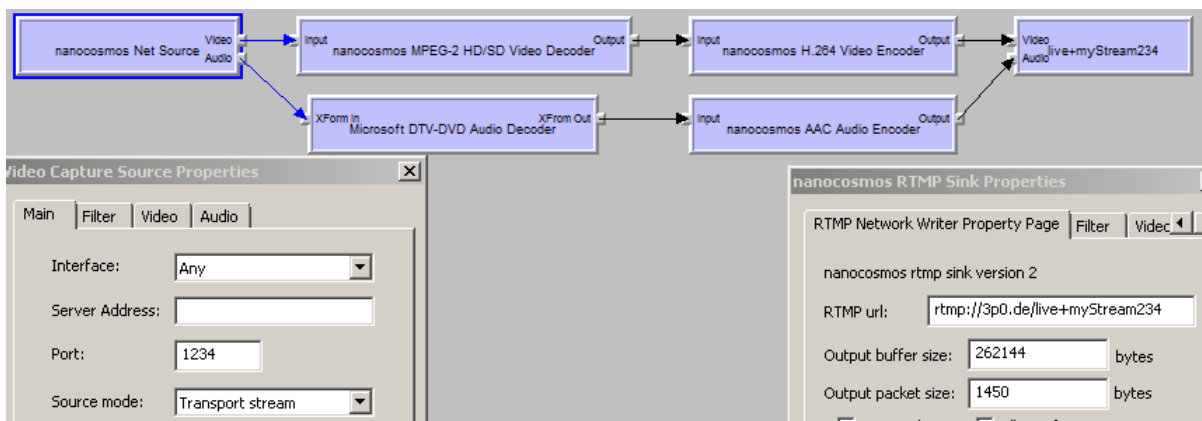 nanocosmos Net Source
Video
Audio
Input
nanocosmos MPEG-2 HD/SD Video Decoder
Output
Input
nanocosmos H.264 Video Encoder
Output
Video
Audio
live+myStream234
XForm In
Microsoft DTV-DVD Audio Decoder
XFrom Out
Input
nanocosmos AAC Audio Encoder
Output
Video Capture Source Properties
Main Filter Video Audio
Interface: Any
Server Address:
Port: 1234
Source mode: Transport stream
nanocosmos RTMP Sink Properties
RTMP Network Writer Property Page Filter
nanocosmos rtmp sink version 2
RTMP url: rtmp://3p0.de/live+myStream234
Output buffer size: 262144 bytes
Output packet size: 1450 bytes